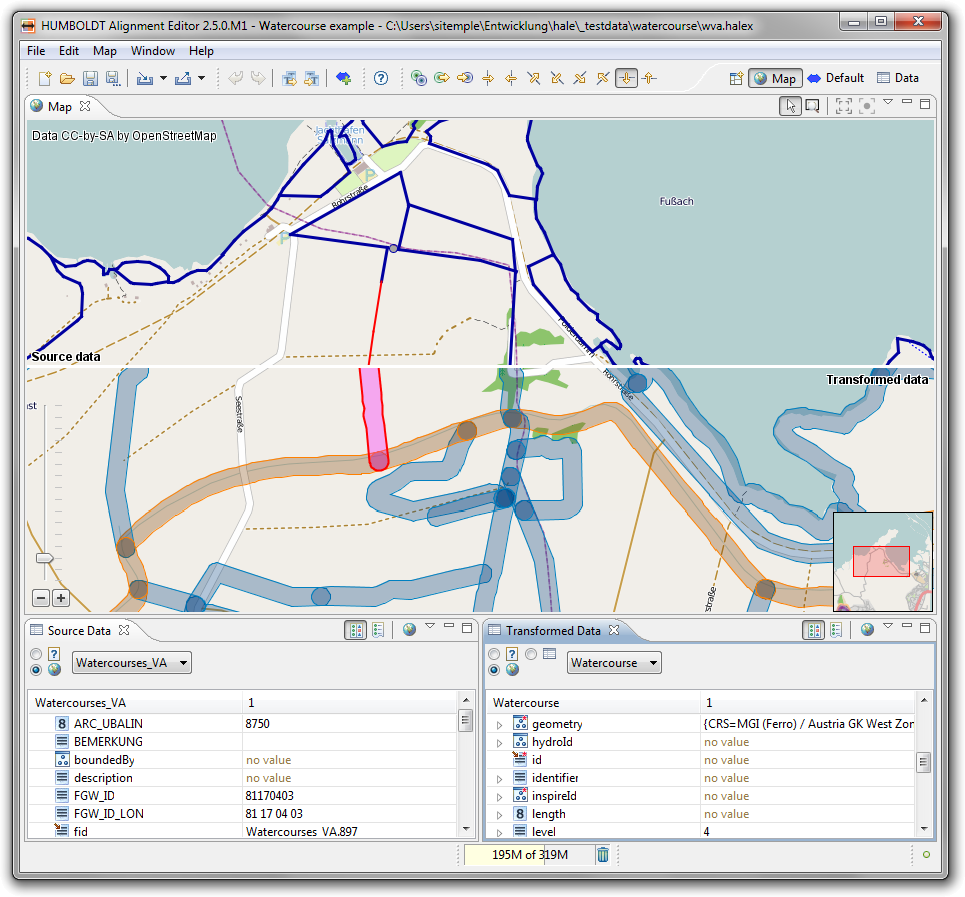 HUMBOLDT Alignment Editor 2.5.0.M1 - Watercourse example - C:\Users\sitemple\Entwicklung\hale\_testdata\watercourse\wva.halex
File Edit Map Window Help
Map Default Data
Map
Data CC-by-SA by OpenStreetMap
Rohrstraße
Fußach
Polderdamm
Source data
Rohrstraße
Transformed data
ust
Seestraße
straße
Source Data
Transformed Data
Watercourses_VA
Watercourse
Watercourses_VA 1
ARC_UBALIN 8750
BEMERKUNG
boundedBy no value
description no value
FGW_ID 81170403
FGW_ID_LON 81 17 04 03
fid Watercourses_VA.897
Watercourse 1
geometry {CRS=MGI (Ferro) / Austria GK West Zon
hydroId no value
id no value
identifier no value
inspireId no value
length no value
level 4
195M of 319M